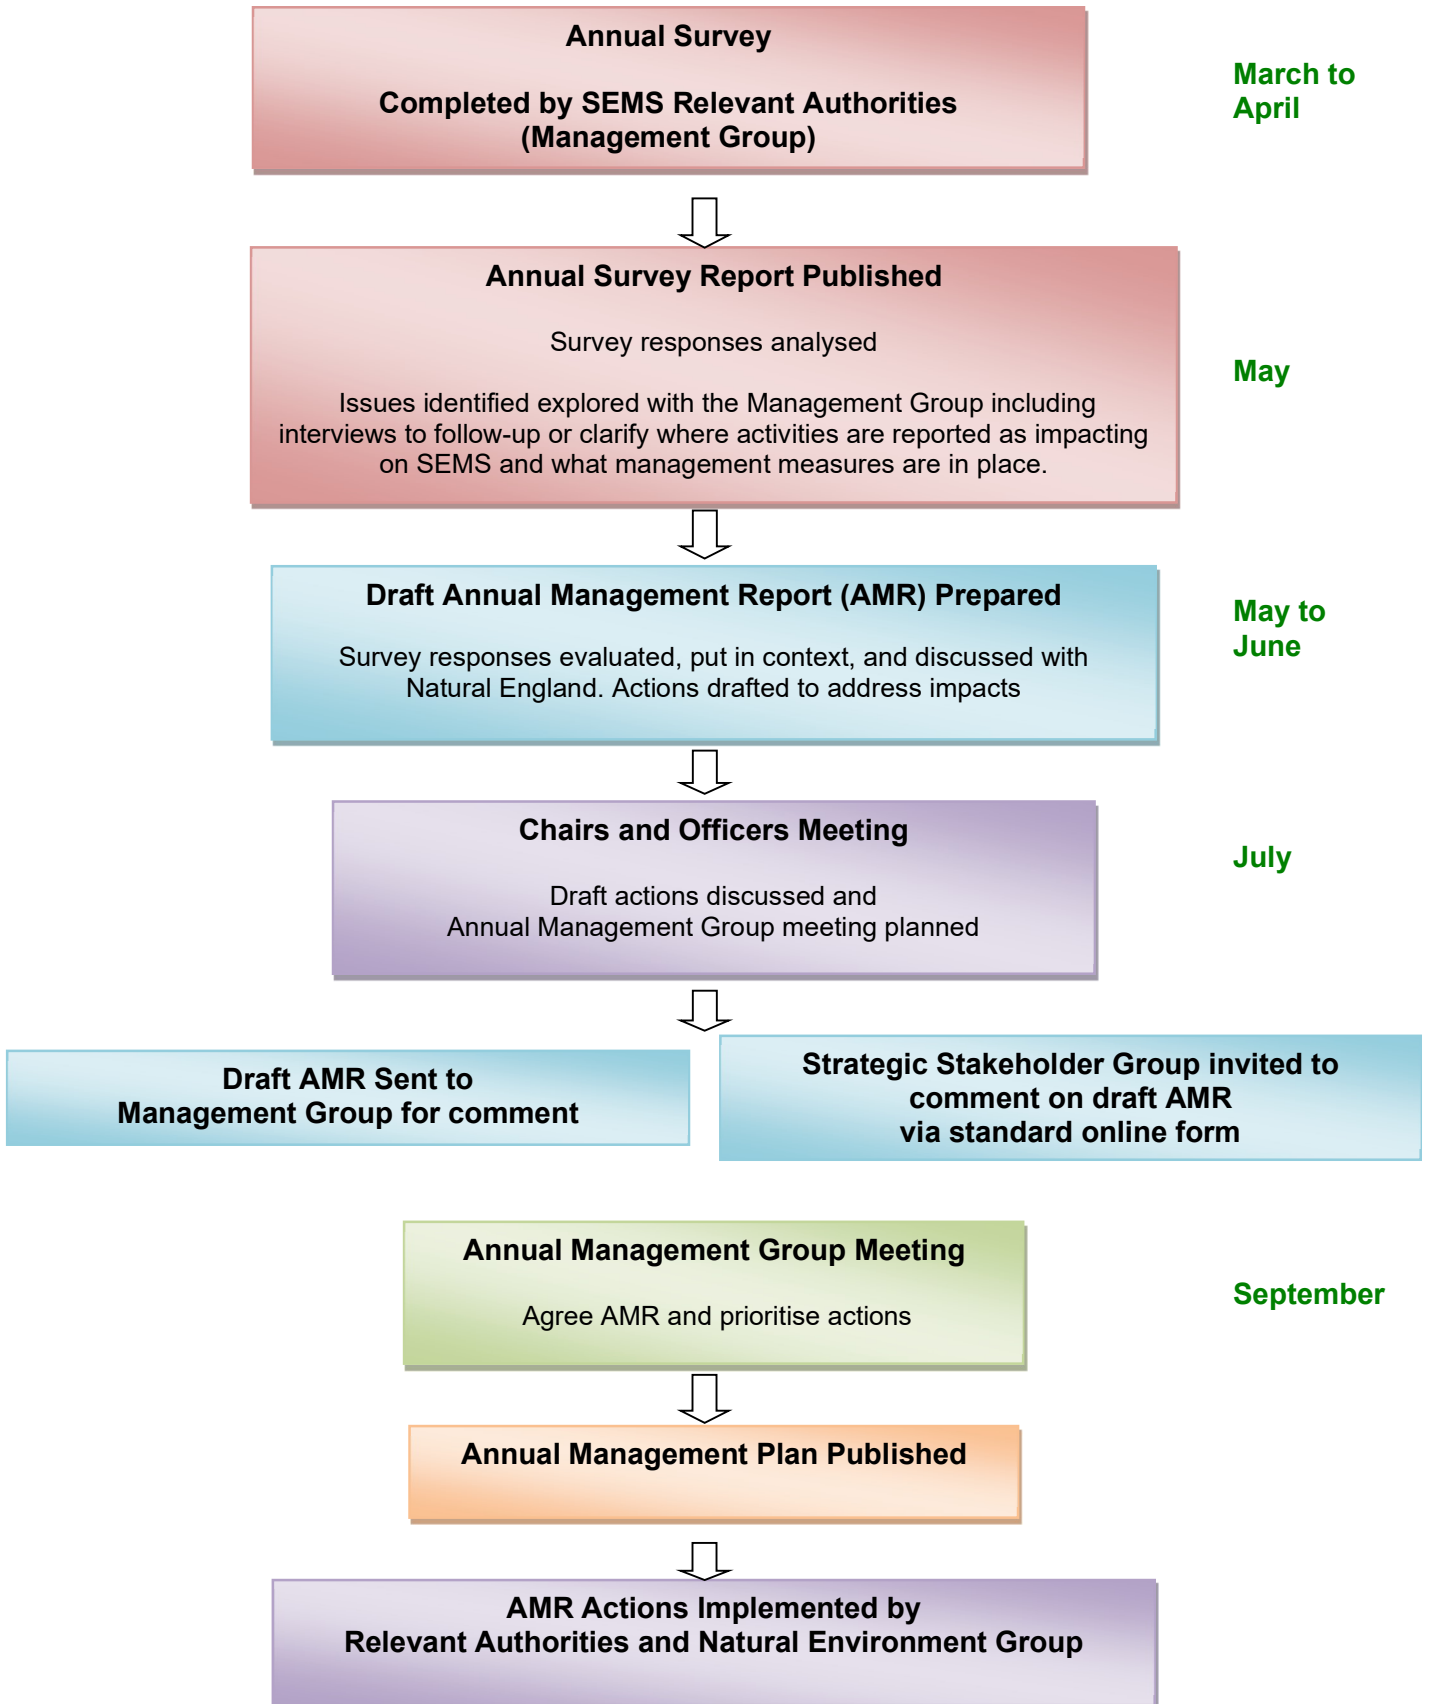 Annual Survey
Completed by SEMS Relevant Authorities
(Management Group)
March to
April
Annual Survey Report Published
Survey responses analysed
Issues identified explored with the Management Group including
interviews to follow-up or clarify where activities are reported as impacting
on SEMS and what management measures are in place.
May
Draft Annual Management Report (AMR) Prepared
Survey responses evaluated, put in context, and discussed with
Natural England. Actions drafted to address impacts
May to
June
Chairs and Officers Meeting
Draft actions discussed and
Annual Management Group meeting planned
July
Draft AMR Sent to
Management Group for comment
Strategic Stakeholder Group invited to
comment on draft AMR
via standard online form
Annual Management Group Meeting
Agree AMR and prioritise actions
September
Annual Management Plan Published
AMR Actions Implemented by
Relevant Authorities and Natural Environment Group